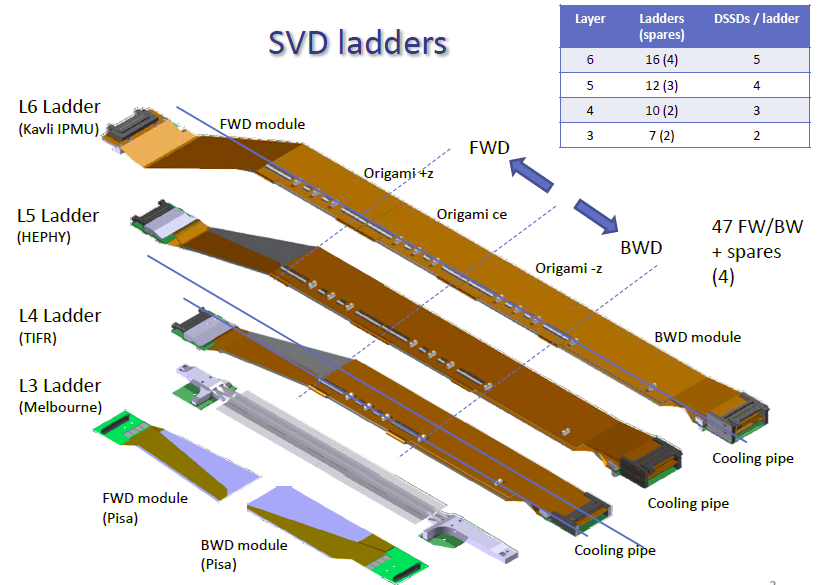 SVD ladders
Layer Ladders (spares) DSSDs / ladder
6 16 (4) 5
5 12 (3) 4
4 10 (2) 3
3 7 (2) 2
L6 Ladder
(Kavli IPMU)
FWD module
Origami +z
FWD
Origami ce
L5 Ladder
(HEPHY)
BWD
47 FW/BW
+ spares
(4)
Origami -z
L4 Ladder
(TIFR)
BWD module
L3 Ladder
(Melbourne)
Cooling pipe
FWD module
(Pisa)
Cooling pipe
BWD module
(Pisa)
Cooling pipe